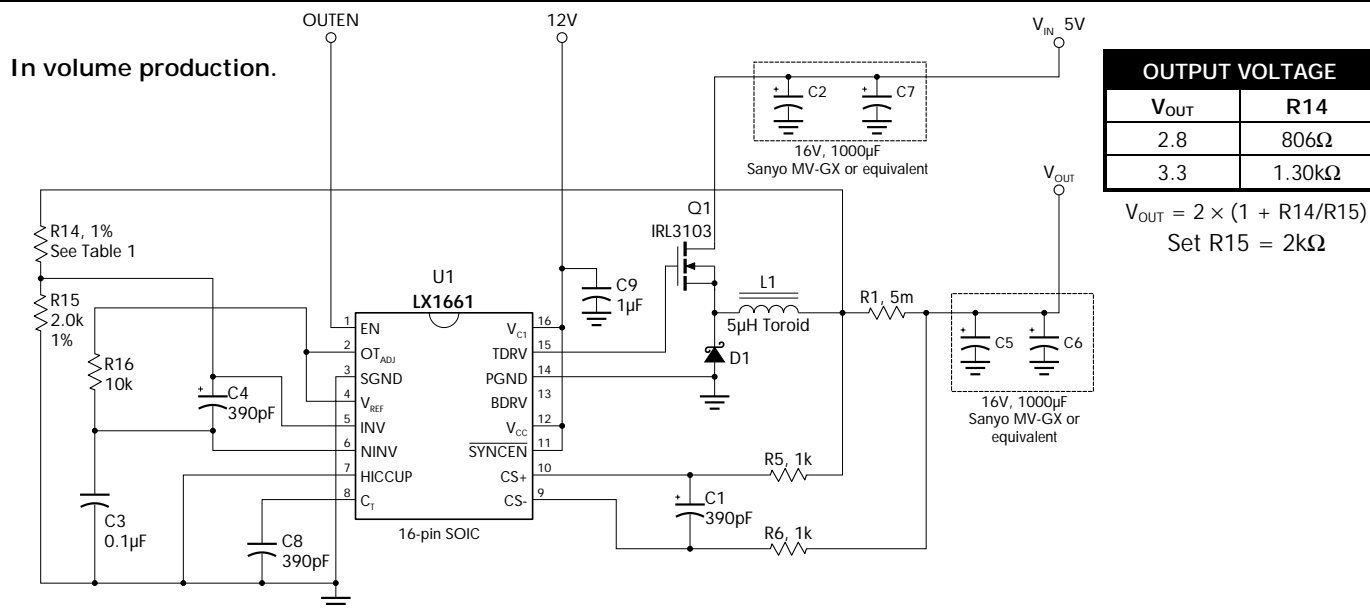 OUTEN
12V
V_IN 5V
In volume production.
OUTPUT VOLTAGE
V_OUT R14
2.8 806Ω
3.3 1.30kΩ
V_OUT = 2 × (1 + R14/R15)
Set R15 = 2kΩ
+ C2
+ C7
16V, 1000µF
Sanyo MV-GX or equivalent
V_OUT
R14, 1%
See Table 1
R15
2.0k
1%
R16
10k
+ C4
390pF
C3
0.1µF
C8
390pF
U1
LX1661
1 EN
2 OT_ADJ
3 SGND
4 V_REF
5 INV
6 NINV
7 HICCUP
8 C_T
V_C1 16
TDRV 15
PGND 14
BDRV 13
V_CC 12
SYNCEN 11
CS+ 10
CS- 9
16-pin SOIC
C9
1µF
Q1
IRL3103
L1
5µH Toroid
D1
R1, 5m
+ C5
+ C6
16V, 1000µF
Sanyo MV-GX or
equivalent
R5, 1k
+ C1
390pF
R6, 1k